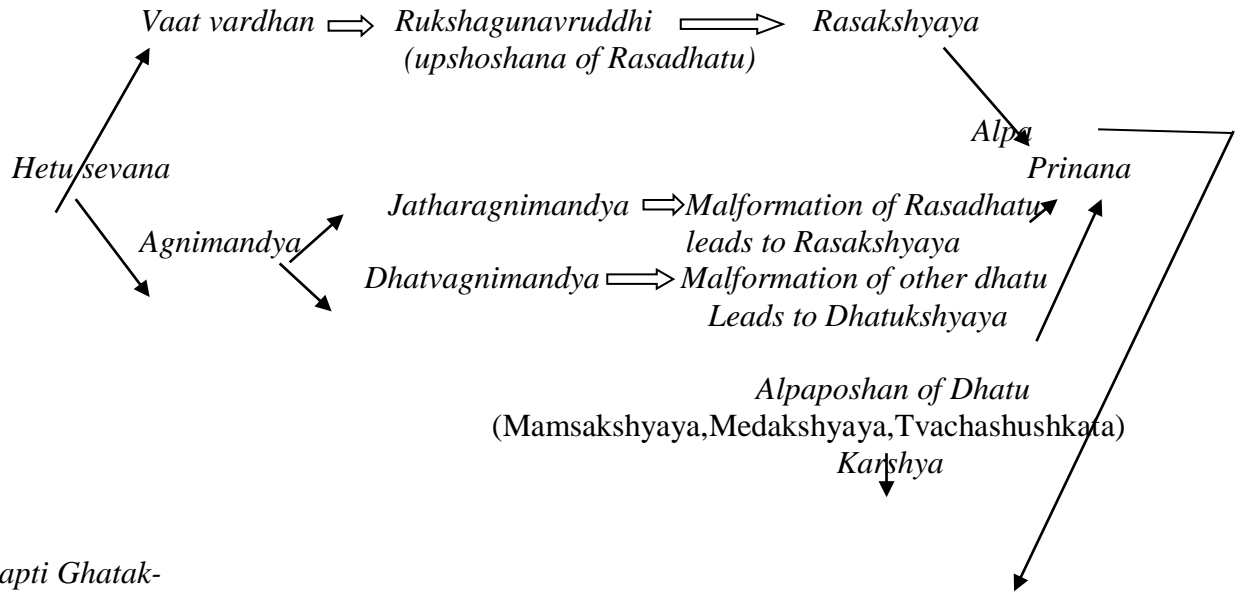 Vaat vardhan Rukshagunavruddhi Rasakshyaya
(upshoshana of Rasadhatu)
Alpa
Hetu sevana Prinana
Jatharagnimandya Malformation of Rasadhatu
Agnimandya leads to Rasakshyaya
Dhatvagnimandya Malformation of other dhatu
Leads to Dhatukshyaya
Alpaposhan of Dhatu
(Mamsakshyaya,Medakshyaya,Tvachashushkata)
Karshya
apti Ghatak-